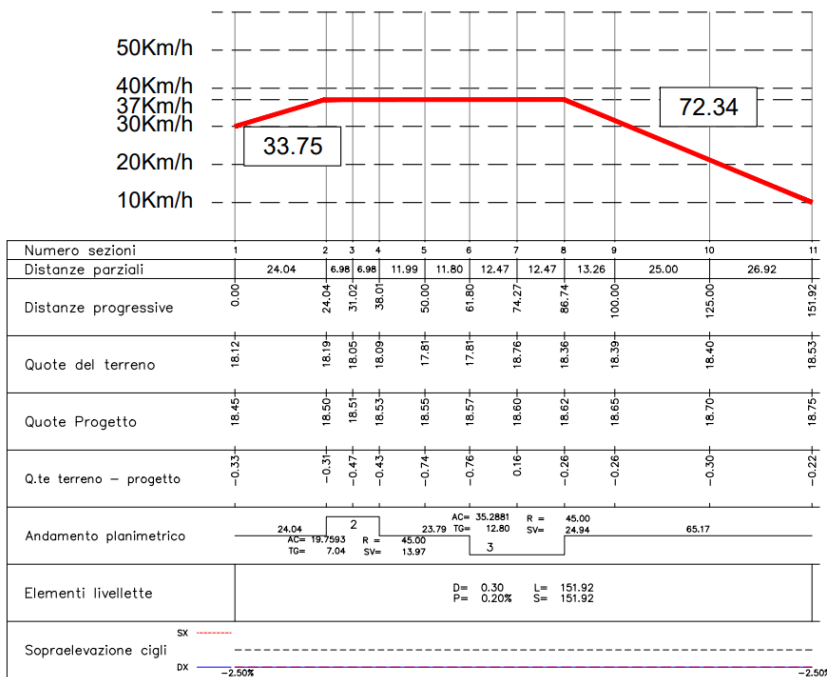 50Km/h
40Km/h
37Km/h
30Km/h
20Km/h
10Km/h
33.75
72.34
Numero sezioni 1 2 3 4 5 6 7 8 9 10 11
Distanze parziali 24.04 6.98 6.98 11.99 11.80 12.47 12.47 13.26 25.00 26.92
Distanze progressive 0.00 24.04 31.02 38.01 50.00 61.80 74.27 86.74 100.00 125.00 151.92
Quote del terreno 18.12 18.19 18.05 18.09 17.81 17.81 18.76 18.36 18.39 18.40 18.53
Quote Progetto 18.45 18.50 18.51 18.53 18.55 18.57 18.60 18.62 18.65 18.70 18.75
Q.te terreno – progetto -0.33 -0.31 -0.47 -0.43 -0.74 -0.76 0.16 -0.26 -0.26 -0.30 -0.22
Andamento planimetrico
24.04 2 23.79 65.17
AC= 19.7593 R = 45.00
TG= 7.04 SV= 13.97
AC= 35.2881 R = 45.00
TG= 12.80 SV= 24.94
3
Elementi livellette
D= 0.30 L= 151.92
P= 0.20% S= 151.92
Sopraelevazione cigli
SX
DX
-2.50% -2.50%